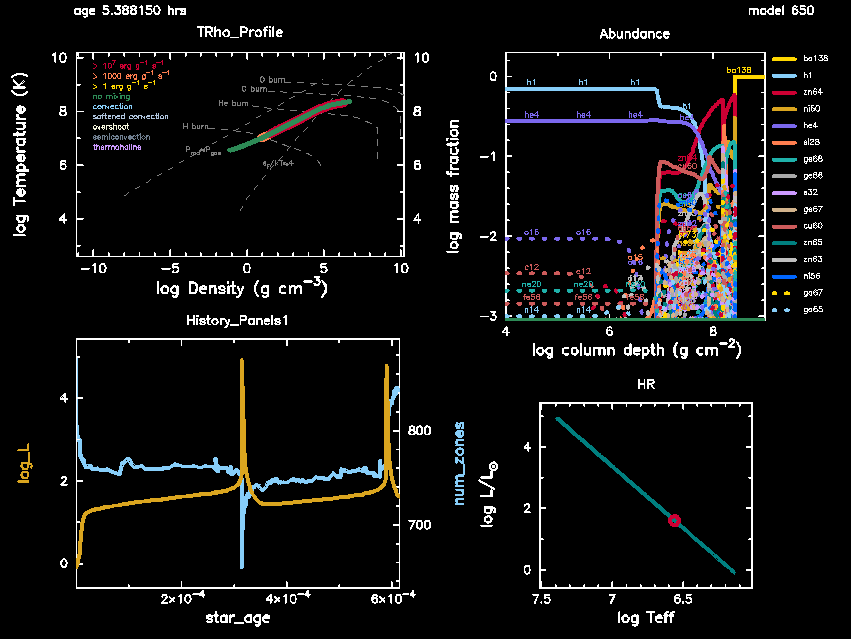 age 5.388150 hrs
model 650
TRho_Profile
> 10⁷ erg g⁻¹ s⁻¹
> 1000 erg g⁻¹ s⁻¹
> 1 erg g⁻¹ s⁻¹
no mixing
convection
softened convection
overshoot
semiconvection
thermohaline
O burn
C burn
He burn
H burn
10
8
6
4
10
8
6
4
−10
−5
0
5
10
log Temperature (K)
log Density (g cm⁻³)
Abundance
ba138
h1
h1
h1
h1
he4
he4
he4
he4
o16
o16
c12
c12
ne20
ne20
fe56
fe56
n14
n14
0
−1
−2
−3
4
6
8
log mass fraction
log column depth (g cm⁻²)
ba138
h1
zn64
ni60
he4
si28
ge68
ge66
s32
ge67
cu60
zn65
zn63
ni56
ga67
ga65
History_Panels1
4
2
0
800
700
2×10⁻⁴
4×10⁻⁴
6×10⁻⁴
log_L
num_zones
star_age
HR
4
2
0
7.5
7
6.5
log L/L☉
log Teff